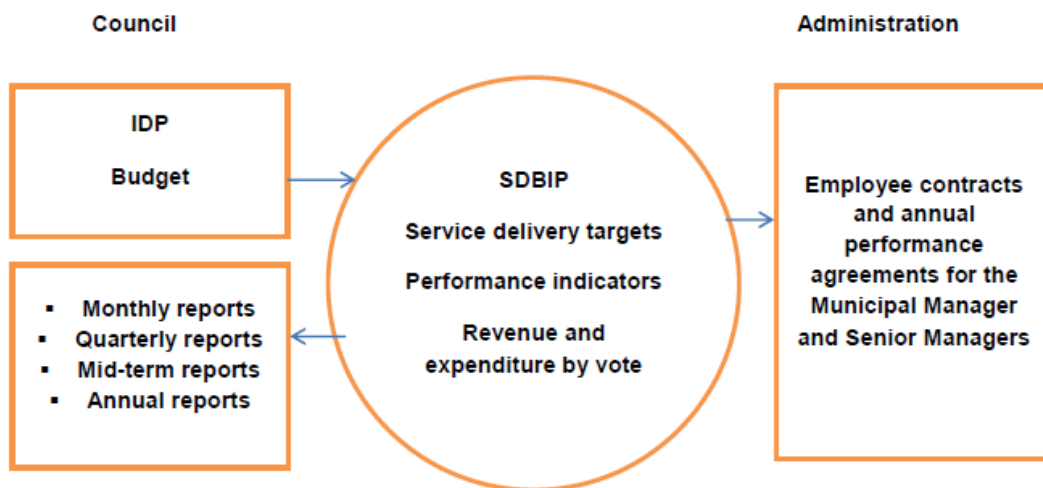 Council
Administration
IDP
Budget
▪ Monthly reports
▪ Quarterly reports
▪ Mid-term reports
▪ Annual reports
SDBIP
Service delivery targets
Performance indicators
Revenue and
expenditure by vote
Employee contracts
and annual
performance
agreements for the
Municipal Manager
and Senior Managers